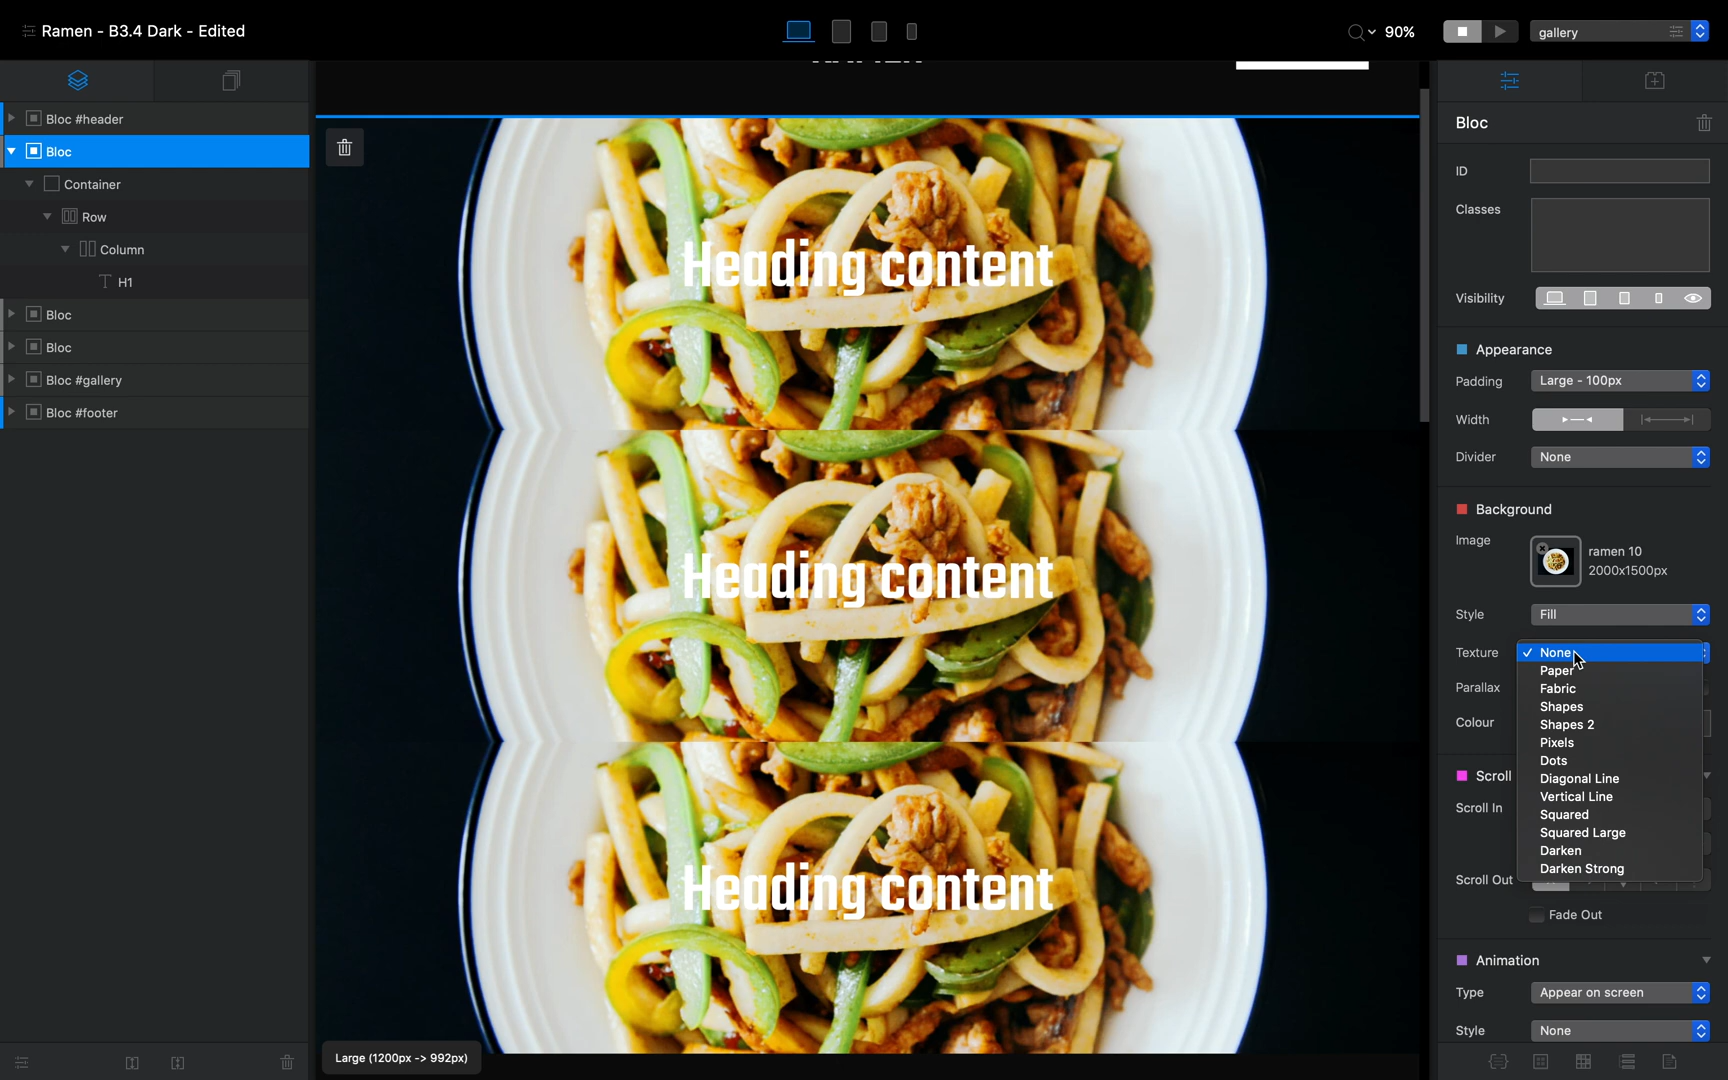 Ramen - B3.4 Dark - Edited
90%
gallery
Bloc #header
Bloc
Container
Row
Column
H1
Bloc
Bloc
Bloc #gallery
Bloc #footer
Heading content
Heading content
Heading content
Large (1200px -> 992px)
Bloc
ID
Classes
Visibility
Appearance
Padding
Large - 100px
Width
Divider
None
Background
Image
ramen 10
2000x1500px
Style
Fill
Texture
None
Paper
Fabric
Shapes
Shapes 2
Pixels
Dots
Diagonal Line
Vertical Line
Squared
Squared Large
Darken
Darken Strong
Parallax
Colour
Scroll
Scroll In
Scroll Out
Fade Out
Animation
Type
Appear on screen
Style
None